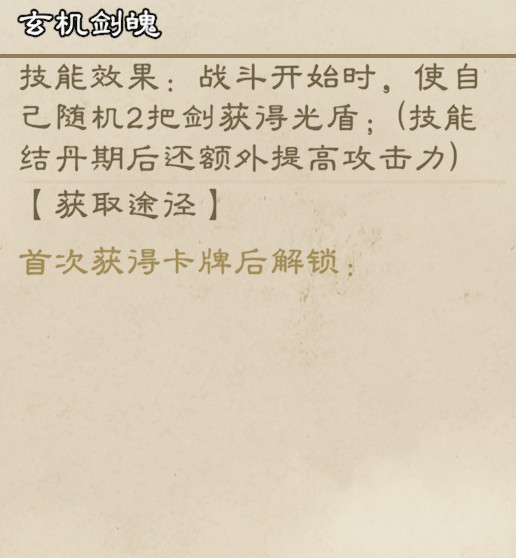 玄机剑魄
技能效果：战斗开始时，使自
己随机2把剑获得光盾；（技能
结丹期后还额外提高攻击力）
【获取途径】
首次获得卡牌后解锁；